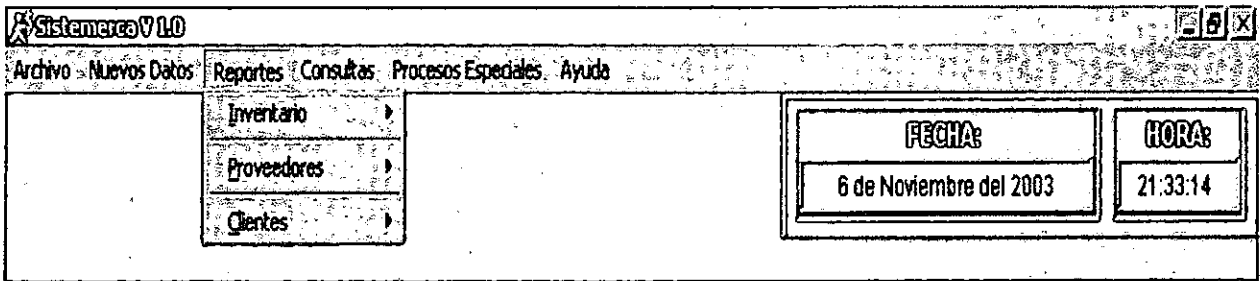 Sistemerca V 1.0
Archivo Nuevos Datos Reportes Consultas Procesos Especiales Ayuda
Inventario
Proveedores
Clientes
FECHA: HORA:
6 de Noviembre del 2003 21:33:14